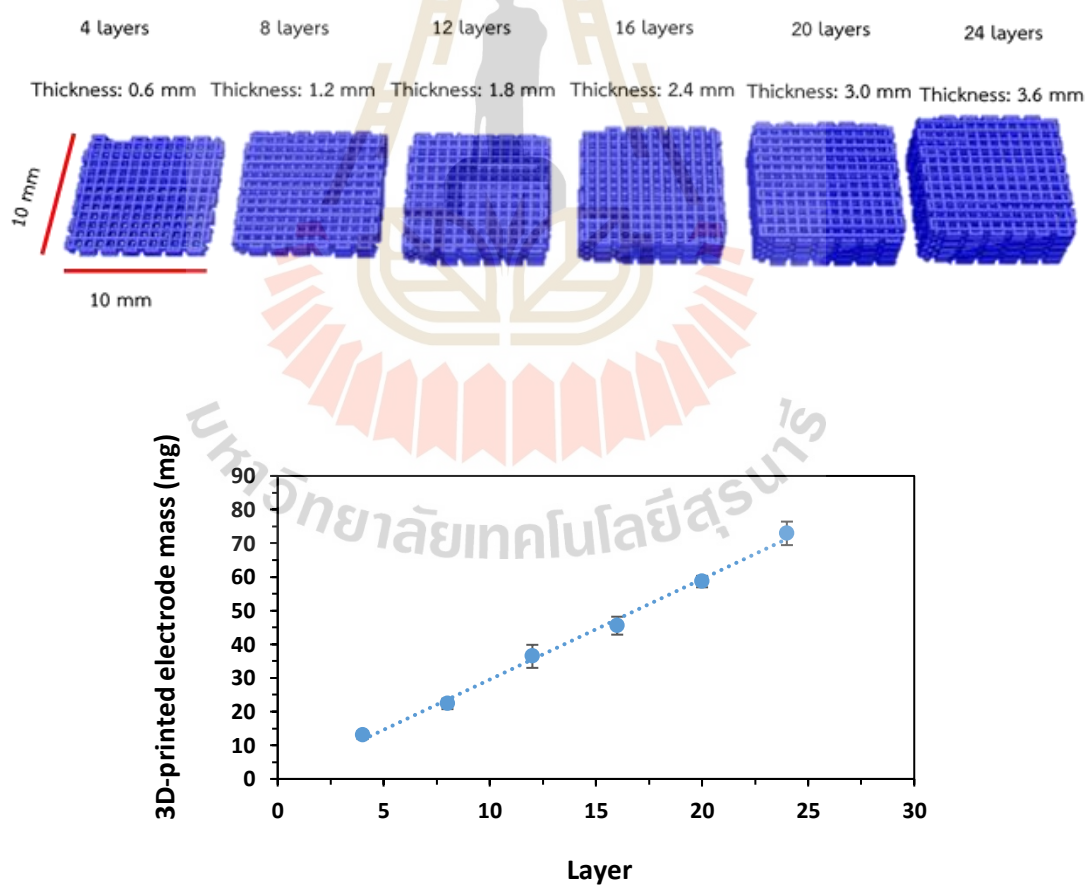 4 layers 8 layers 12 layers 16 layers 20 layers 24 layers
Thickness: 0.6 mm Thickness: 1.2 mm Thickness: 1.8 mm Thickness: 2.4 mm Thickness: 3.0 mm Thickness: 3.6 mm
10 mm
10 mm
มหาวิทยาลัยเทคโนโลยีสุรนารี
3D-printed electrode mass (mg)
90
80
70
60
50
40
30
20
10
0
0 5 10 15 20 25 30
Layer